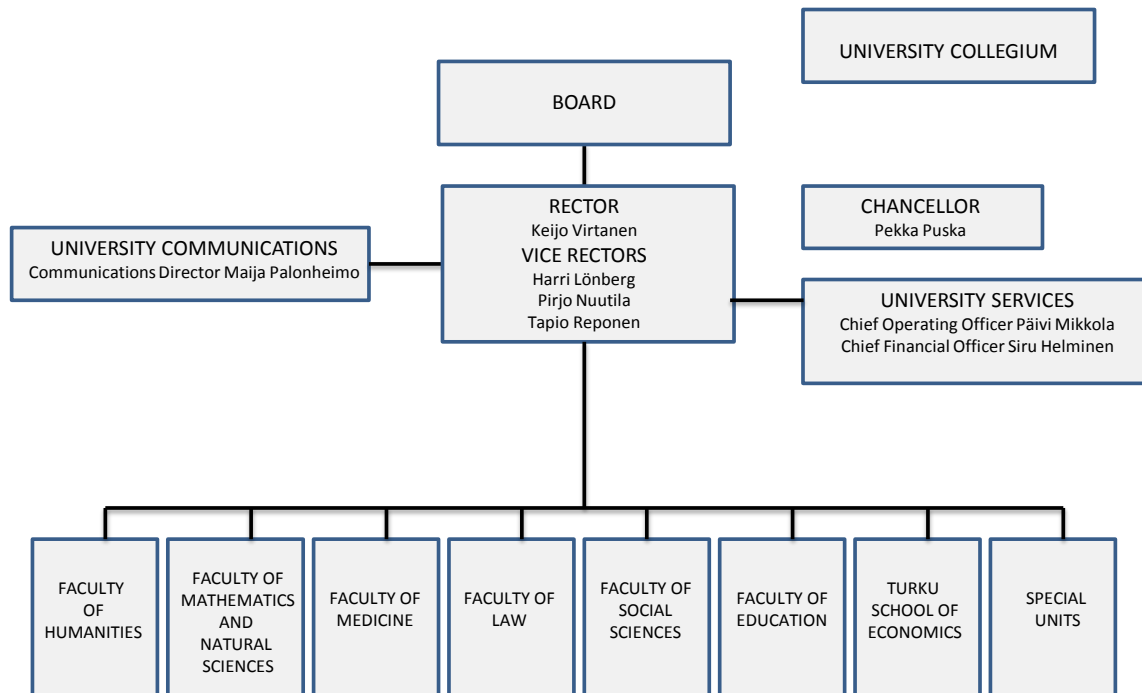 UNIVERSITY COLLEGIUM
BOARD
RECTOR
Keijo Virtanen
VICE RECTORS
Harri Lönberg
Pirjo Nuutila
Tapio Reponen
CHANCELLOR
Pekka Puska
UNIVERSITY COMMUNICATIONS
Communications Director Maija Palonheimo
UNIVERSITY SERVICES
Chief Operating Officer Päivi Mikkola
Chief Financial Officer Siru Helminen
FACULTY
OF
HUMANITIES
FACULTY OF
MATHEMATICS
AND
NATURAL
SCIENCES
FACULTY OF
MEDICINE
FACULTY OF
LAW
FACULTY OF
SOCIAL
SCIENCES
FACULTY OF
EDUCATION
TURKU
SCHOOL OF
ECONOMICS
SPECIAL
UNITS